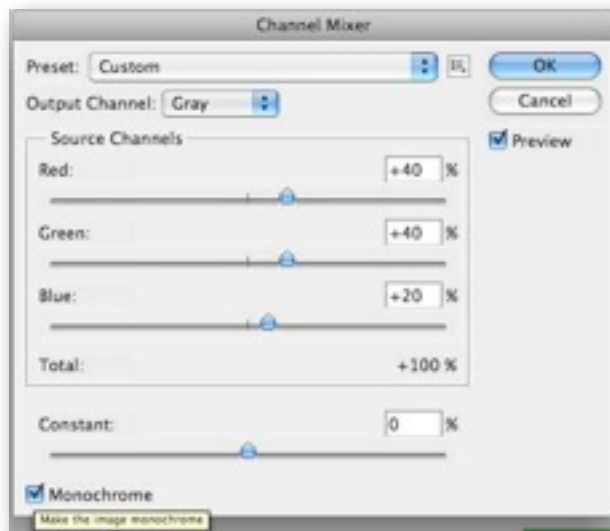 Channel Mixer
Preset: Custom
OK
Output Channel: Gray
Cancel
Source Channels
Preview
Red: +40 %
Green: +40 %
Blue: +20 %
Total: +100 %
Constant: 0 %
Monochrome
Make the image monochrome